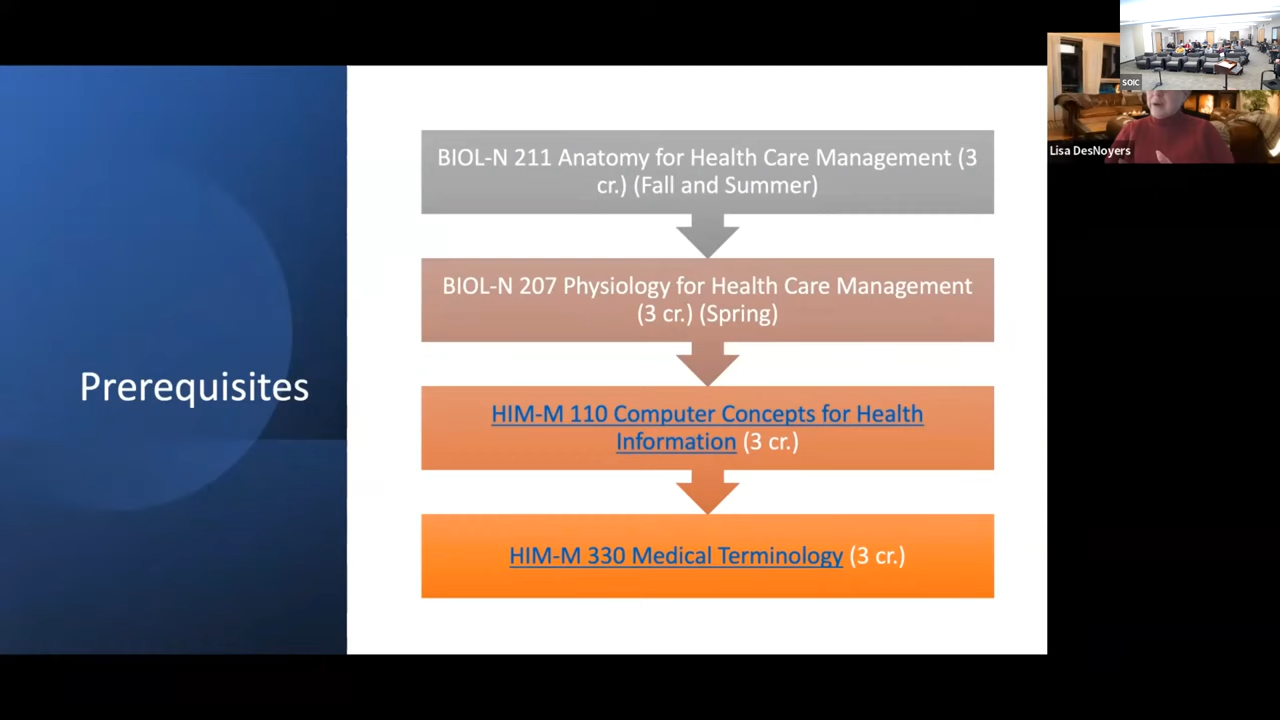 SOIC
Lisa DesNoyers
Prerequisites
BIOL-N 211 Anatomy for Health Care Management (3
cr.) (Fall and Summer)
BIOL-N 207 Physiology for Health Care Management
(3 cr.) (Spring)
HIM-M 110 Computer Concepts for Health
Information (3 cr.)
HIM-M 330 Medical Terminology (3 cr.)